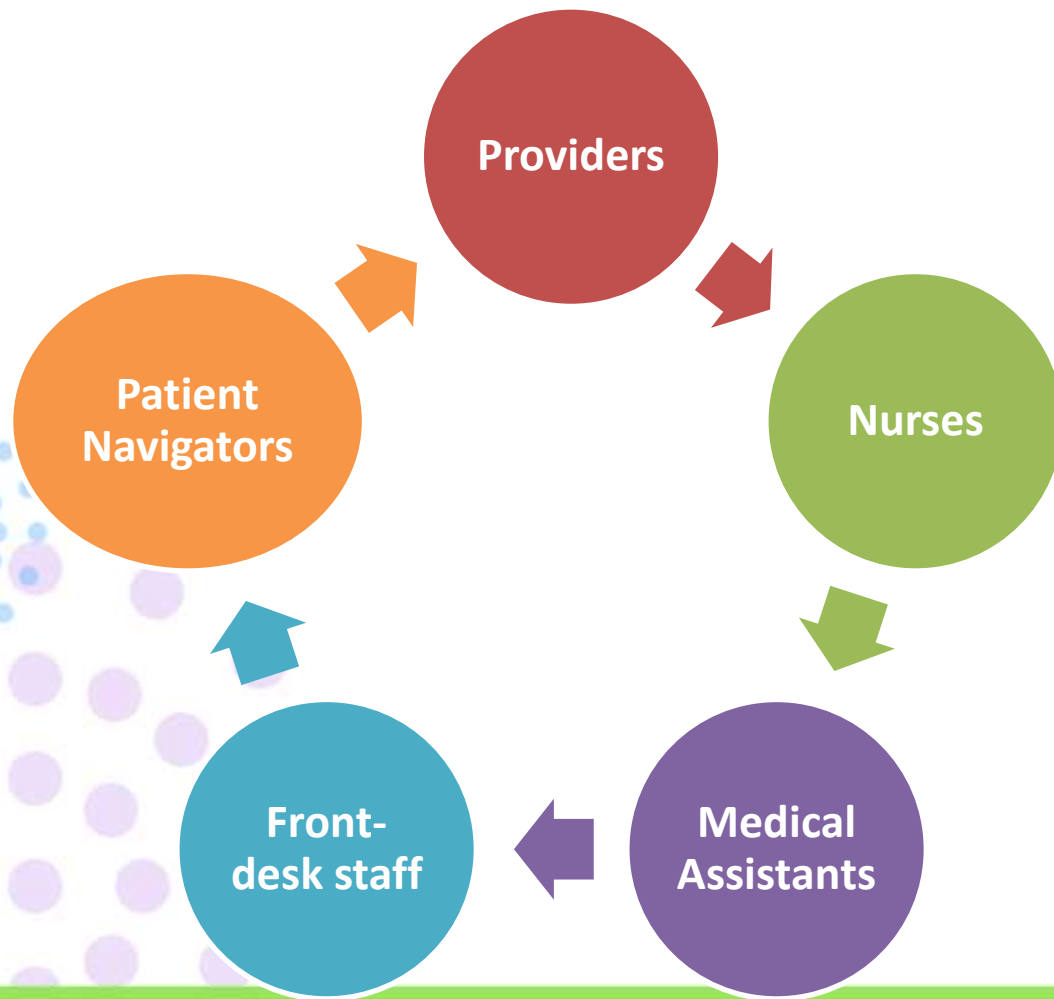 Providers
Nurses
Medical
Assistants
Front-
desk staff
Patient
Navigators